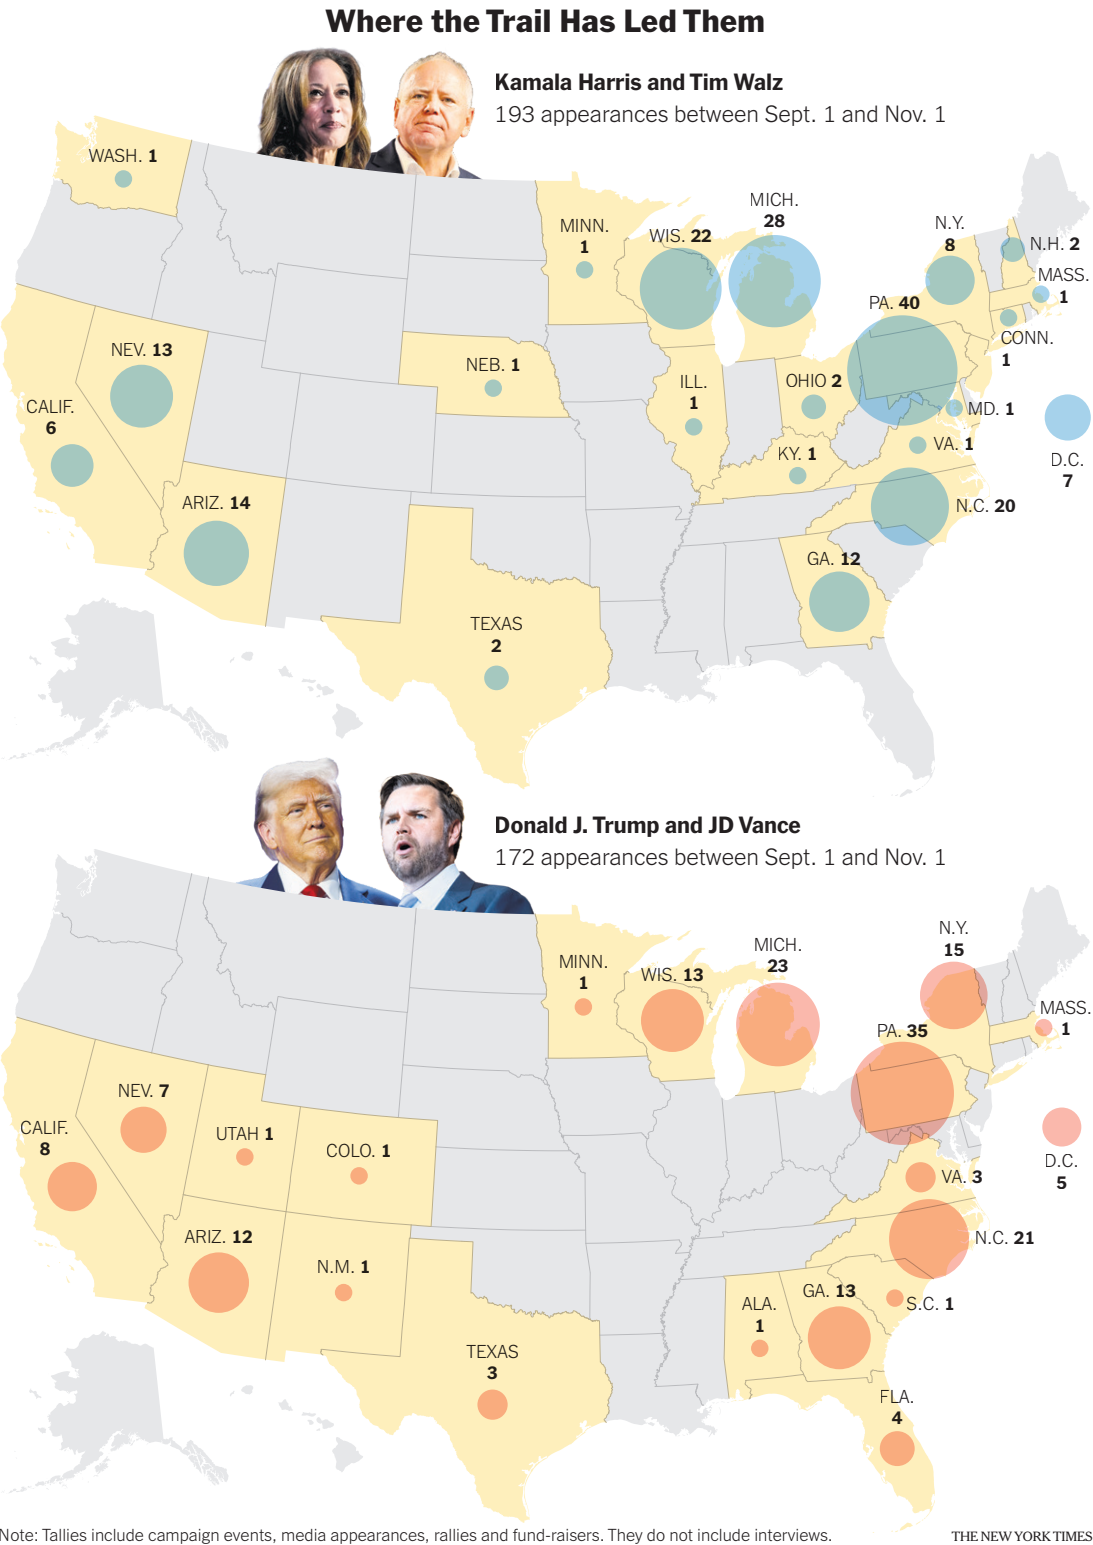 Where the Trail Has Led Them
Kamala Harris and Tim Walz
193 appearances between Sept. 1 and Nov. 1
WASH. 1
MINN.
1
WIS. 22
MICH.
28
N.Y.
8
N.H. 2
MASS.
1
PA. 40
CONN.
1
NEV. 13
NEB. 1
ILL.
1
OHIO 2
MD. 1
CALIF.
6
KY. 1
VA. 1
D.C.
7
ARIZ. 14
N.C. 20
GA. 12
TEXAS
2
Donald J. Trump and JD Vance
172 appearances between Sept. 1 and Nov. 1
MINN.
1
WIS. 13
MICH.
23
N.Y.
15
MASS.
1
PA. 35
NEV. 7
CALIF.
8
UTAH 1
COLO. 1
D.C.
5
VA. 3
ARIZ. 12
N.M. 1
N.C. 21
ALA.
1
GA. 13
S.C. 1
TEXAS
3
FLA.
4
Note: Tallies include campaign events, media appearances, rallies and fund-raisers. They do not include interviews.
THE NEW YORK TIMES